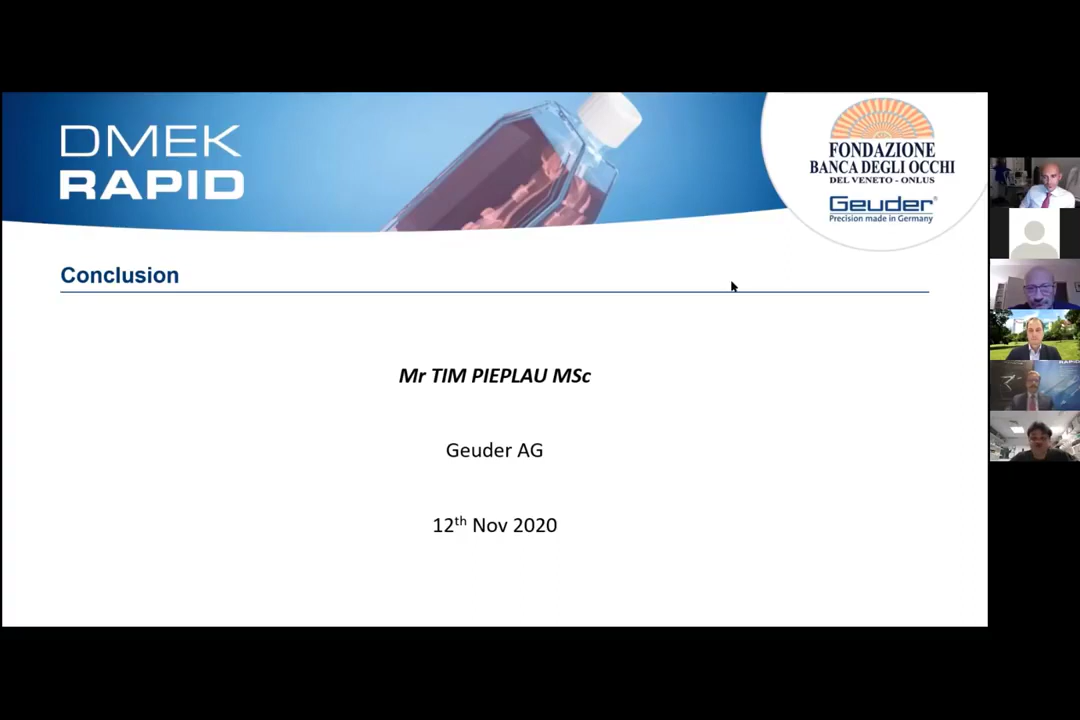 DMEK
RAPID
FONDAZIONE
BANCA DEGLI OCCHI
DEL VENETO - ONLUS
Geuder®
Precision made in Germany
Conclusion
Mr TIM PIEPLAU MSc
Geuder AG
12th Nov 2020